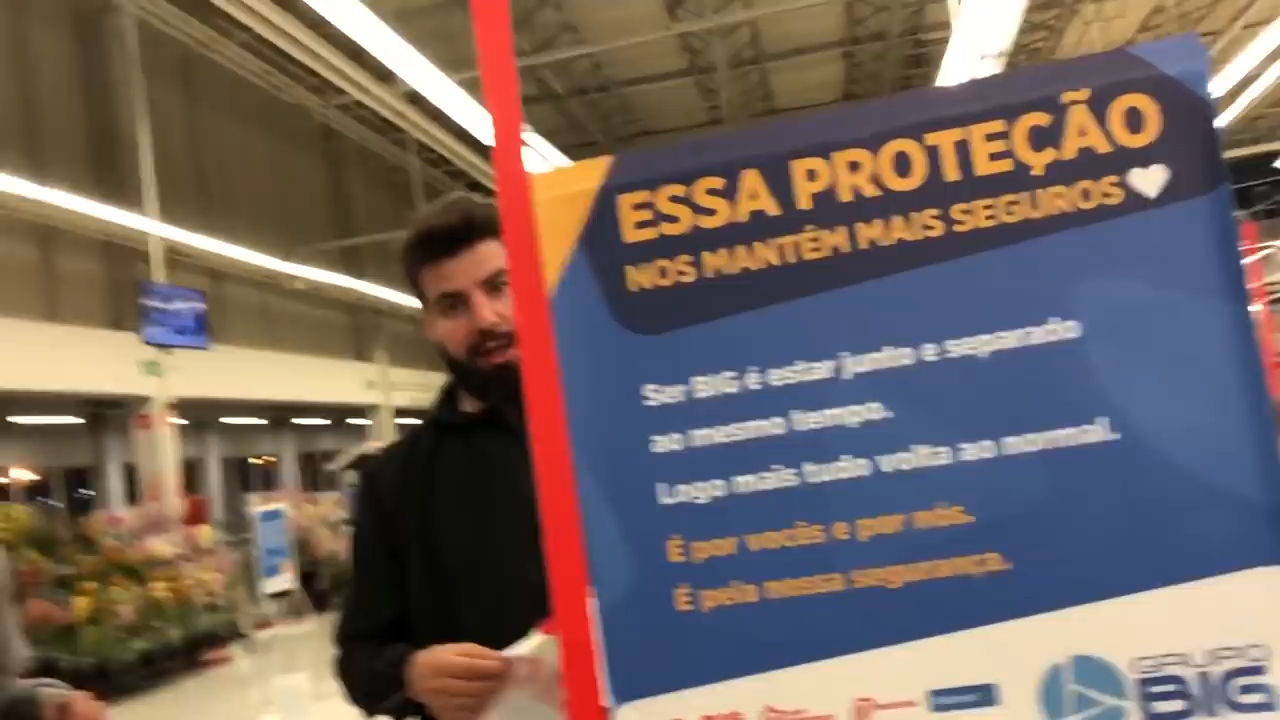 ESSA PROTEÇÃO
NOS MANTÉM MAIS SEGUROS
Ser BIG é estar junto e separado
ao mesmo tempo.
Logo mais tudo volta ao normal.
É por vocês e por nós.
É pela nossa segurança.
GRUPO
BIG